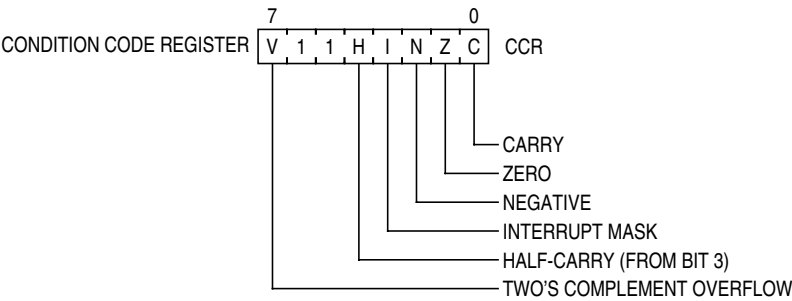 7 0
CONDITION CODE REGISTER V 1 1 H I N Z C CCR
CARRY
ZERO
NEGATIVE
INTERRUPT MASK
HALF-CARRY (FROM BIT 3)
TWO'S COMPLEMENT OVERFLOW